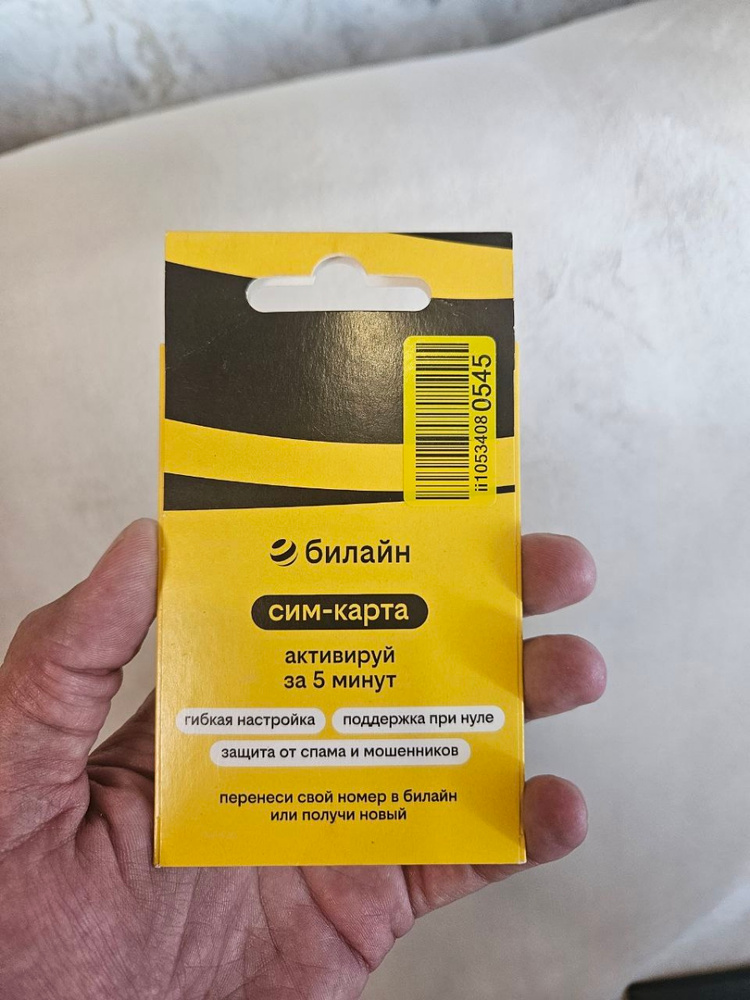 ii1053408 0545
билайн
сим-карта
активируй
за 5 минут
гибкая настройка поддержка при нуле
защита от спама и мошенников
перенеси свой номер в билайн
или получи новый